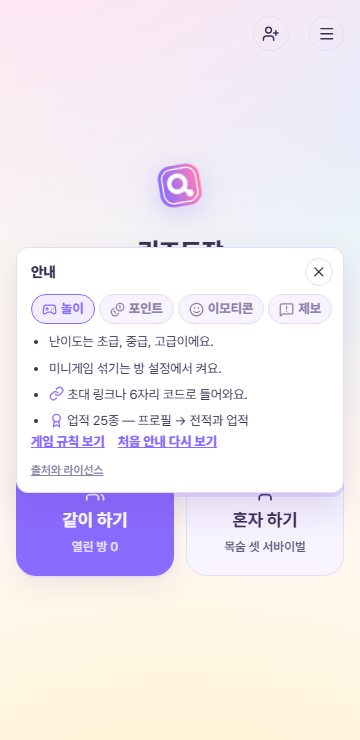 안내
놀이 포인트 이모티콘 제보
난이도는 초급, 중급, 고급이에요.
미니게임 섞기는 방 설정에서 켜요.
초대 링크나 6자리 코드로 들어와요.
업적 25종 — 프로필 → 전적과 업적
게임 규칙 보기 처음 안내 다시 보기
출처와 라이선스
같이 하기 혼자 하기
열린 방 0 목숨 셋 서바이벌